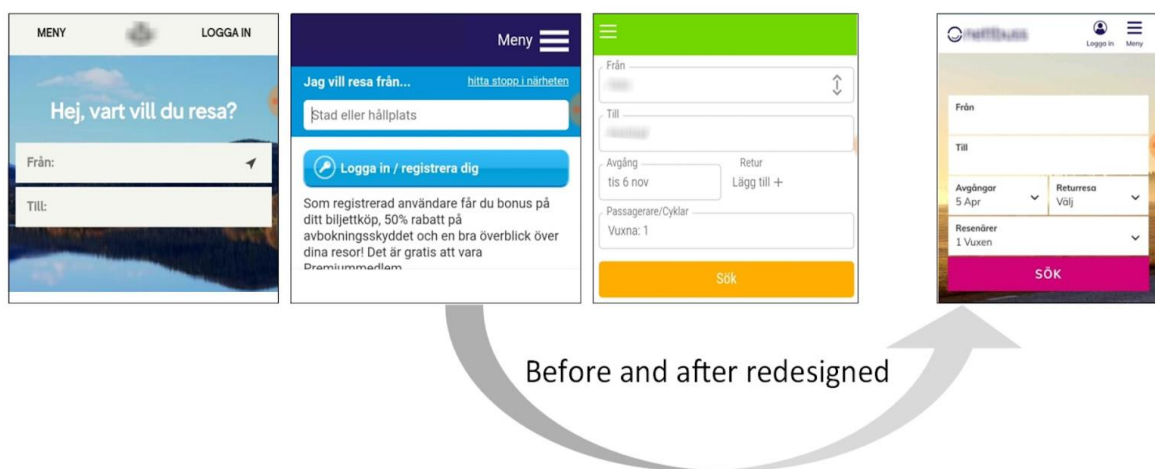 MENY
LOGGA IN
Hej, vart vill du resa?
Från:
Till:
Meny
Jag vill resa från...
hitta stopp i närheten
Stad eller hållplats
Logga in / registrera dig
Som registrerad användare får du bonus på
ditt biljettköp, 50% rabatt på
avbokningsskyddet och en bra överblick över
dina resor! Det är gratis att vara
Premiummedlem
Från
Till
Avgång
Retur
tis 6 nov
Lägg till +
Passagerare/Cyklar
Vuxna: 1
Sök
Logga in
Meny
Från
Till
Avgångar
Returresa
5 Apr
Välj
Resenärer
1 Vuxen
SÖK
Before and after redesigned